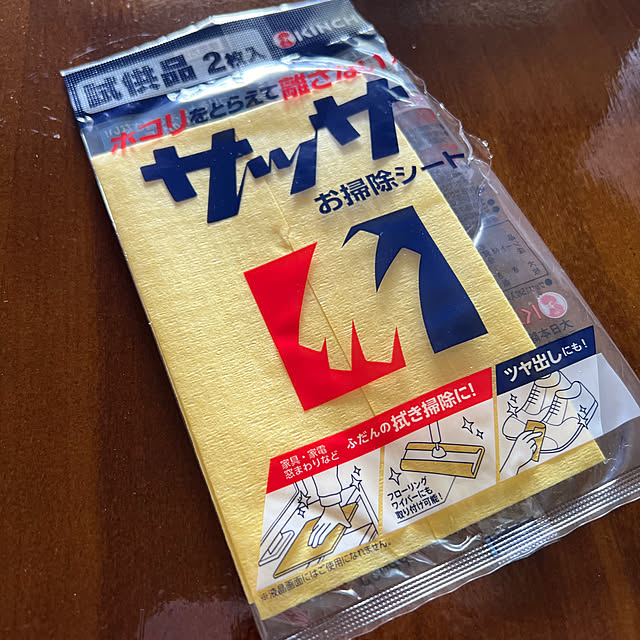 試供品 2枚入
KINCH
ホコリをとらえて離さない
サッサ
お掃除シート
ふだんの拭き掃除に!
ツヤ出しにも!
家具・家電
窓まわりなど
フローリング
ワイパーにも
取り付け可能!
※液晶画面にはご使用になれません。
大日本